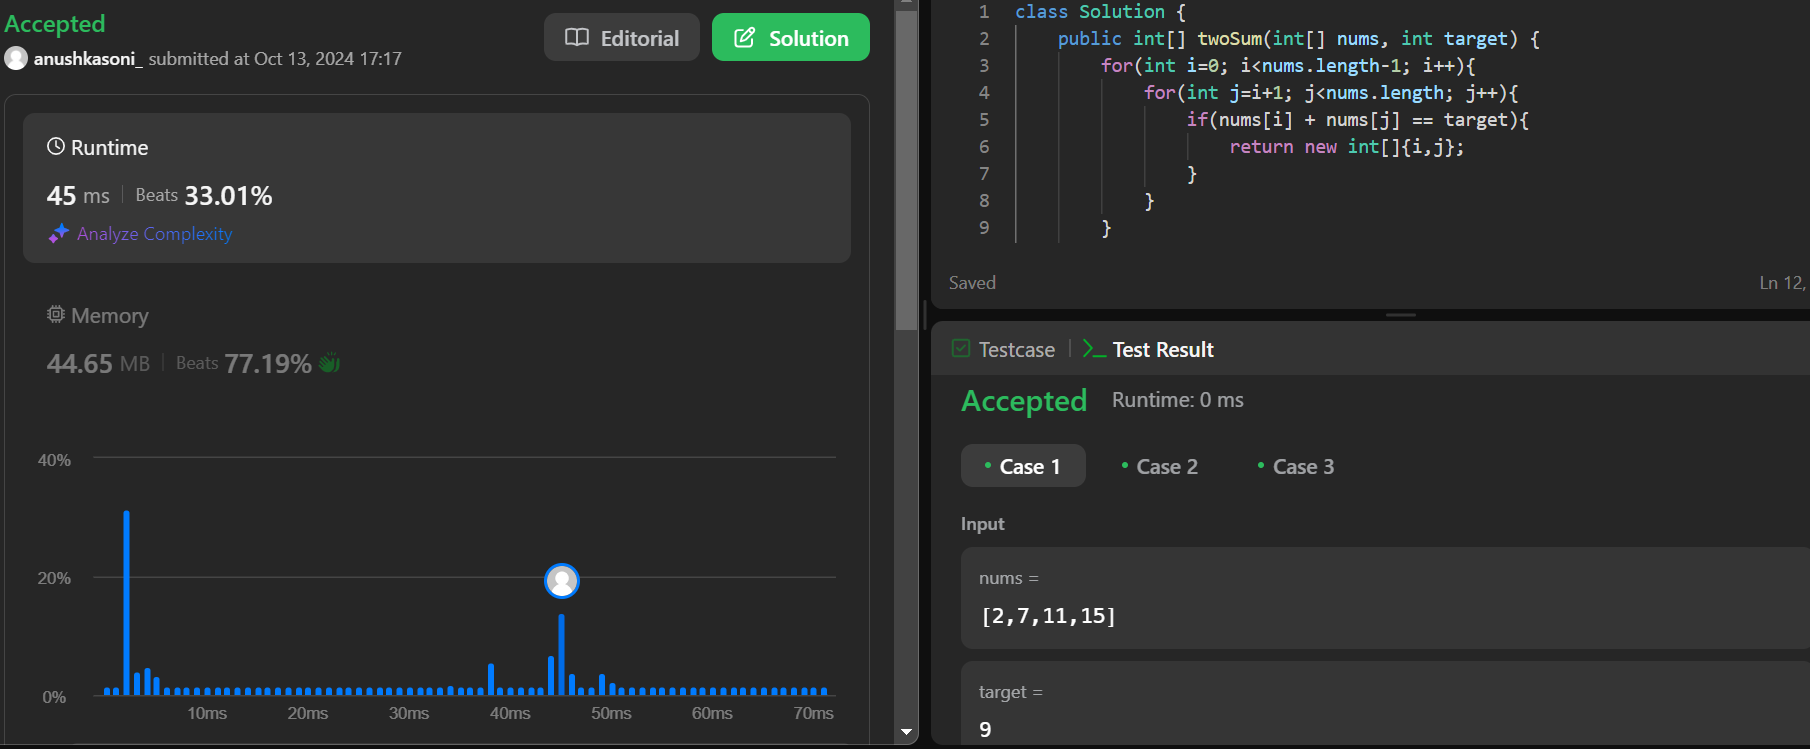 Accepted
Editorial
Solution
anushkasoni_ submitted at Oct 13, 2024 17:17
Runtime
45 ms | Beats 33.01%
Analyze Complexity
Memory
44.65 MB | Beats 77.19%
40%
20%
0%
10ms 20ms 30ms 40ms 50ms 60ms 70ms
1 class Solution {
2 public int[] twoSum(int[] nums, int target) {
3 for(int i=0; i<nums.length-1; i++){
4 for(int j=i+1; j<nums.length; j++){
5 if(nums[i] + nums[j] == target){
6 return new int[]{i,j};
7 }
8 }
9 }
Saved
Ln 12,
Testcase | >_ Test Result
Accepted Runtime: 0 ms
• Case 1 • Case 2 • Case 3
Input
nums =
[2,7,11,15]
target =
9